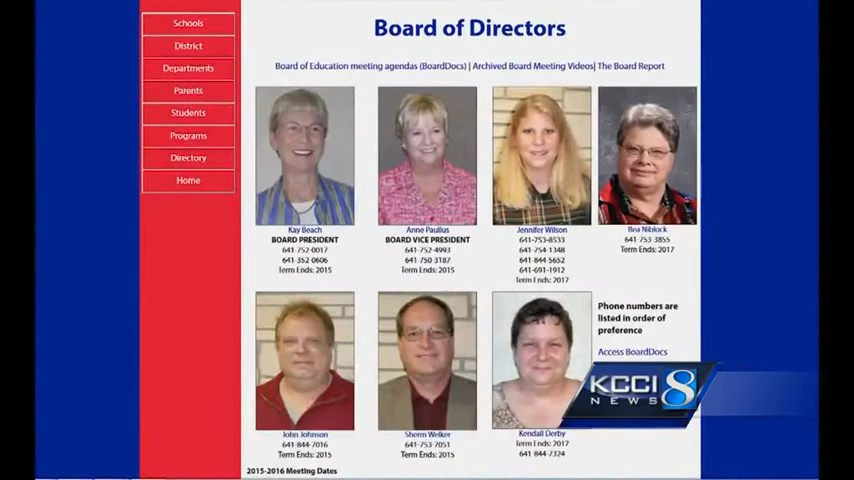 Schools
District
Departments
Parents
Students
Programs
Directory
Home
Board of Directors
Board of Education meeting agendas (BoardDocs) | Archived Board Meeting Videos| The Board Report
Kay Beach
BOARD PRESIDENT
641-752-0017
641-352-0606
Term Ends: 2015
Anne Paullus
BOARD VICE PRESIDENT
641-752-4993
641-750-3187
Term Ends: 2015
Jennifer Wilson
641-753-8533
641-754-1348
641-844-5652
641-691-1912
Term Ends: 2017
Bea Niblock
641-753-3855
Term Ends: 2017
John Johnson
641-844-7016
Term Ends: 2015
Sherm Welker
641-753-7051
Term Ends: 2015
Kendall Derby
Term Ends: 2017
641-844-7324
Phone numbers are
listed in order of
preference
Access BoardDocs
KCCI 8
NEWS
2015-2016 Meeting Dates